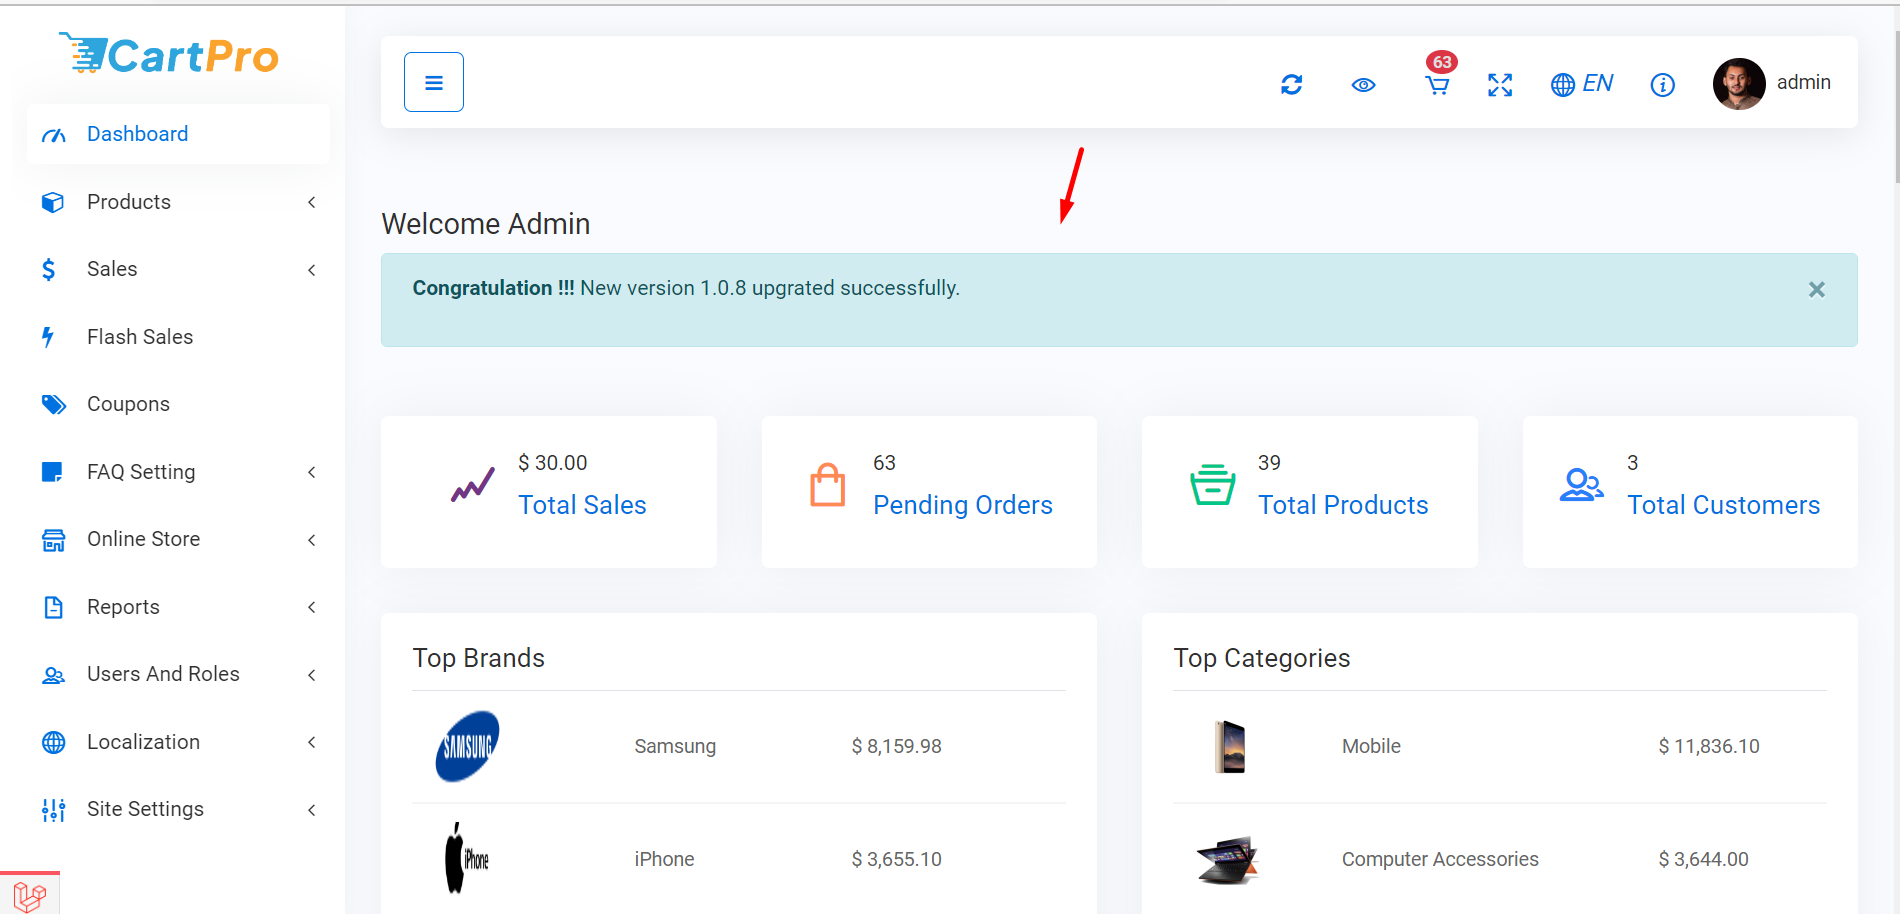 CartPro
Dashboard
Products
Sales
Flash Sales
Coupons
FAQ Setting
Online Store
Reports
Users And Roles
Localization
Site Settings
63
EN
admin
Welcome Admin
Congratulation !!! New version 1.0.8 upgrated successfully.
×
$ 30.00
Total Sales
63
Pending Orders
39
Total Products
3
Total Customers
Top Brands
SAMSUNG Samsung $ 8,159.98
iPhone iPhone $ 3,655.10
Top Categories
Mobile $ 11,836.10
Computer Accessories $ 3,644.00